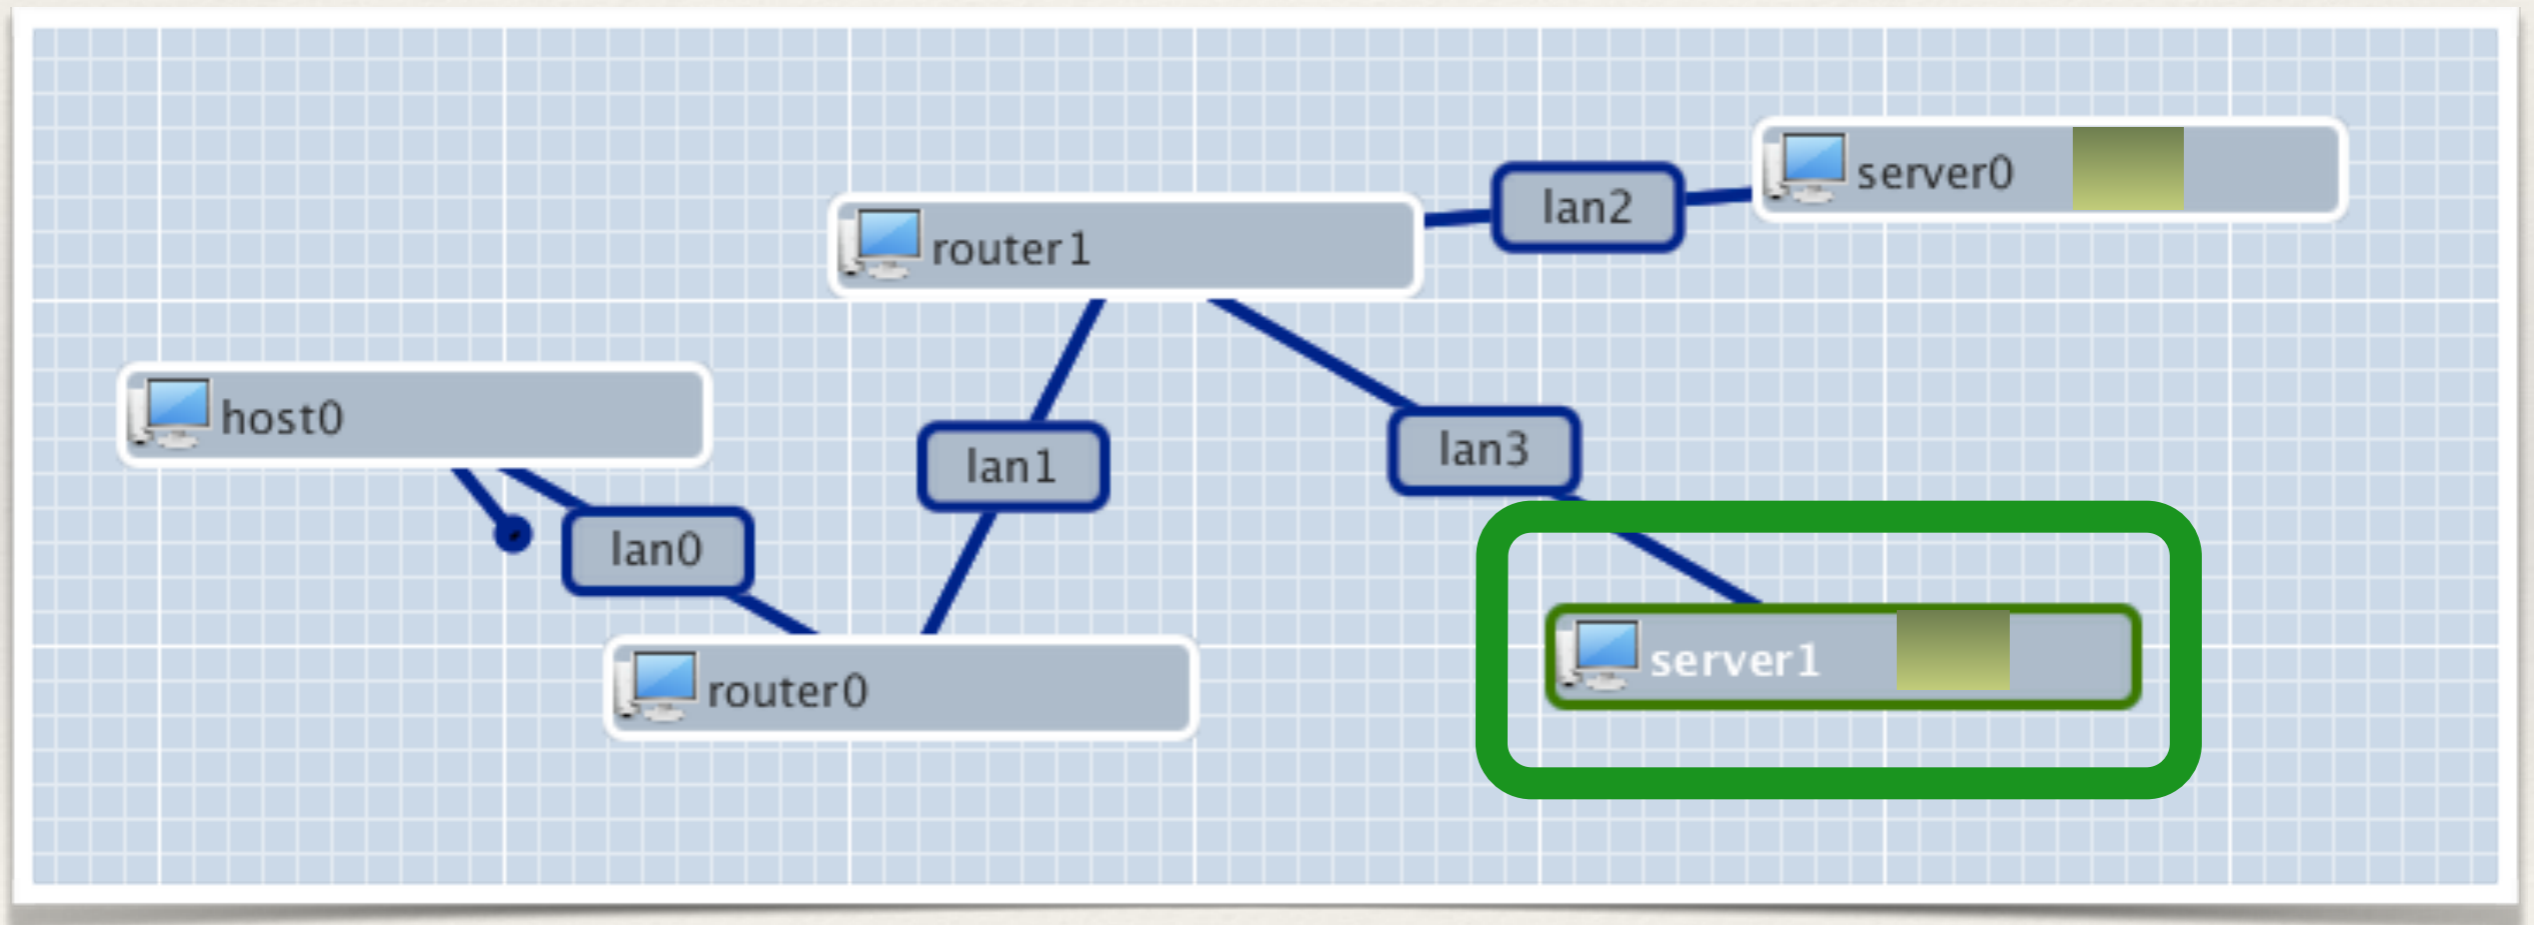 server0
lan2
router1
host0
lan3
lan1
lan0
server1
router0